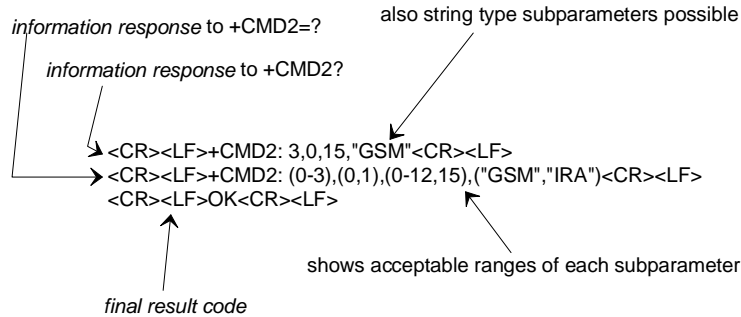 also string type subparameters possible
information response to +CMD2=?
information response to +CMD2?
<CR><LF>+CMD2: 3,0,15,"GSM"<CR><LF>
<CR><LF>+CMD2: (0-3),(0,1),(0-12,15),("GSM","IRA")<CR><LF>
<CR><LF>OK<CR><LF>
shows acceptable ranges of each subparameter
final result code